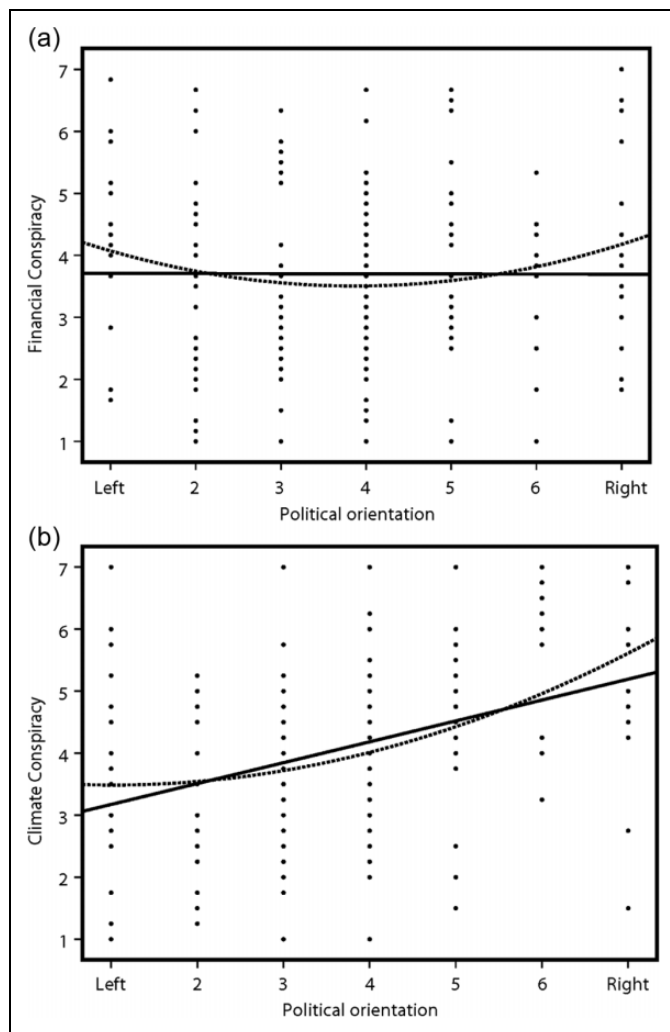 (a)
7
6
5
4
3
2
1
Financial Conspiracy
Left 2 3 4 5 6 Right
Political orientation
(b)
7
6
5
4
3
2
1
Climate Conspiracy
Left 2 3 4 5 6 Right
Political orientation